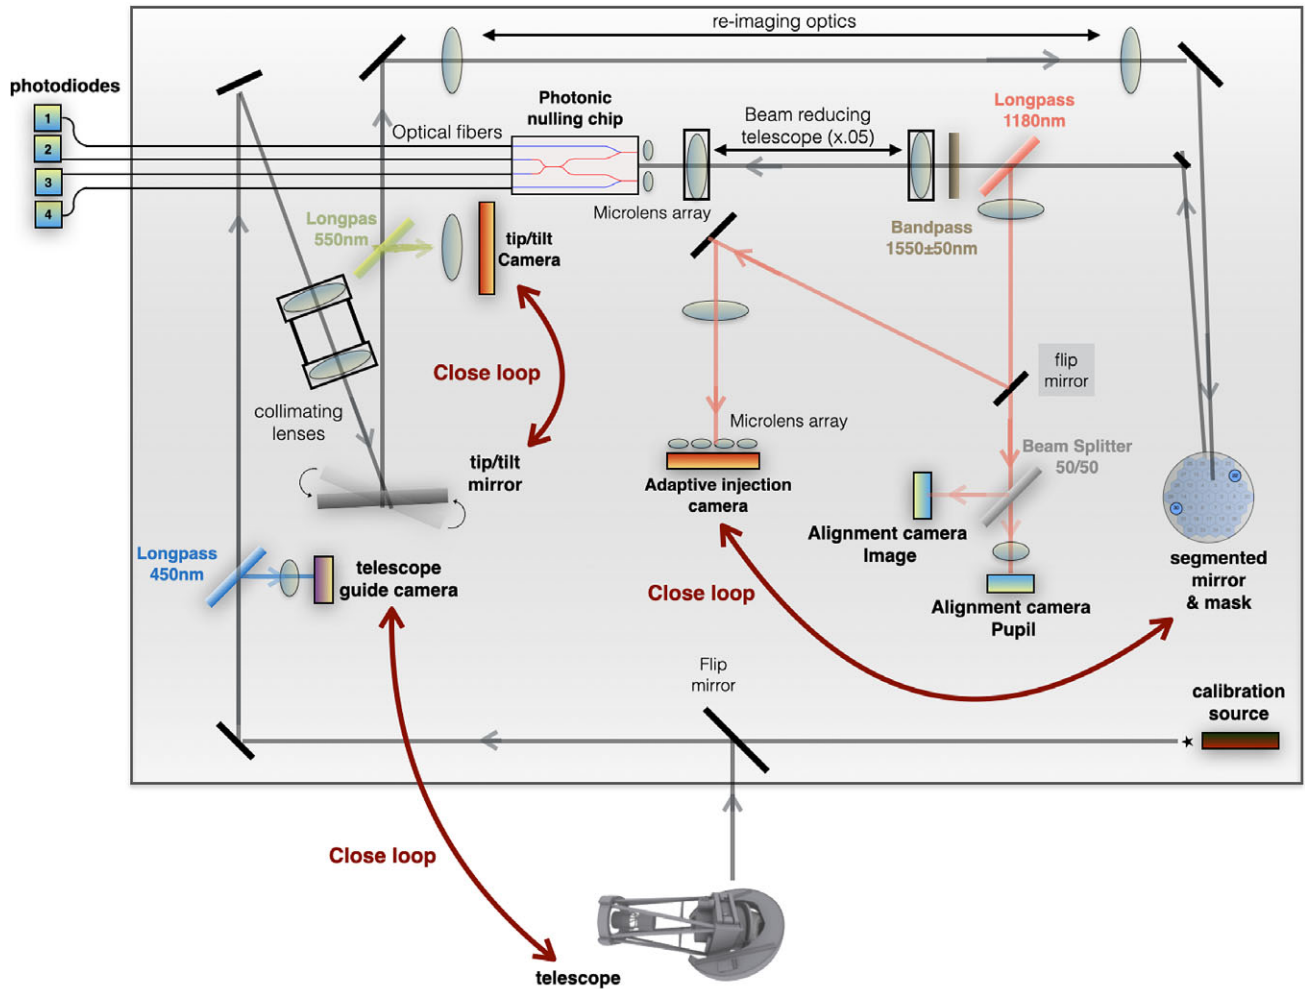 re-imaging optics
photodiodes
1
2
3
4
Optical fibers
Photonic
nulling chip
Beam reducing
telescope (x.05)
Longpass
1180nm
Microlens array
Bandpass
1550±50nm
Longpas
550nm
tip/tilt
Camera
Close loop
flip
mirror
collimating
lenses
tip/tilt
mirror
Microlens array
Adaptive injection
camera
Beam Splitter
50/50
Alignment camera
Image
Alignment camera
Pupil
segmented
mirror
& mask
Longpass
450nm
telescope
guide camera
Close loop
Flip
mirror
calibration
source
Close loop
telescope